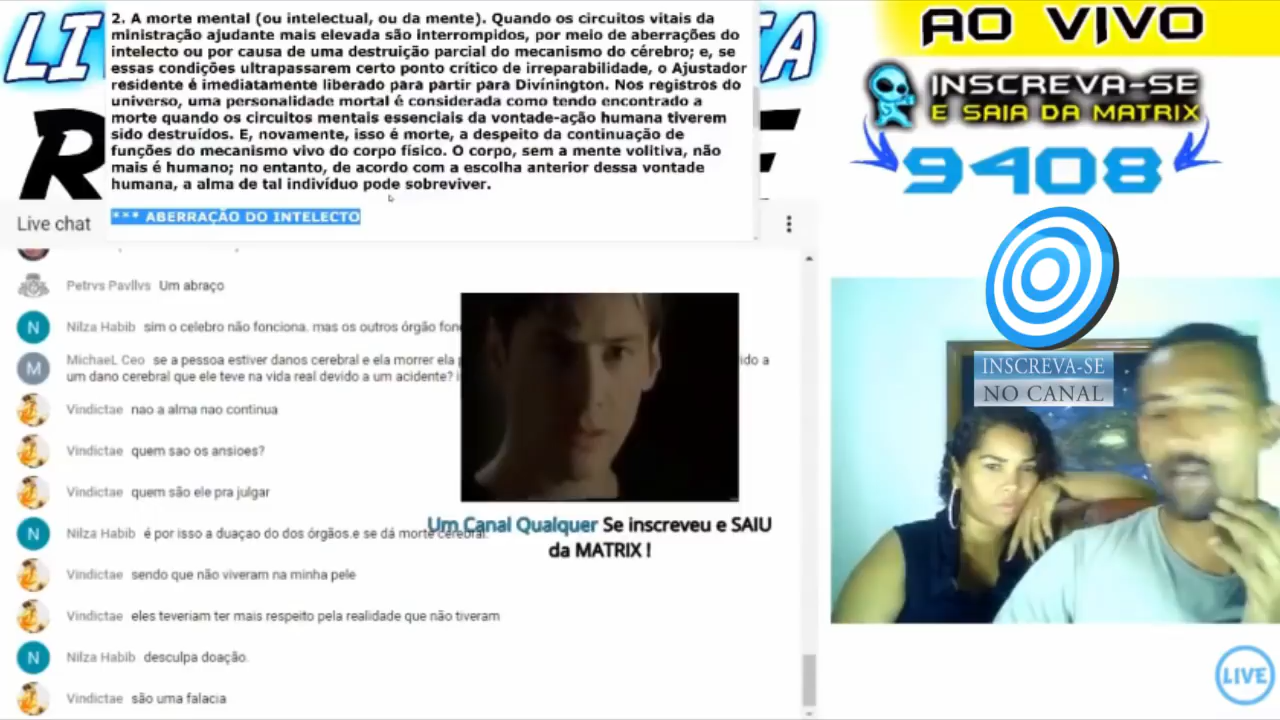 2. A morte mental (ou intelectual, ou da mente). Quando os circuitos vitais da
ministração ajudante mais elevada são interrompidos, por meio de aberrações do
intelecto ou por causa de uma destruição parcial do mecanismo do cérebro; e, se
essas condições ultrapassarem certo ponto crítico de irreparabilidade, o Ajustador
residente é imediatamente liberado para partir para Divínington. Nos registros do
universo, uma personalidade mortal é considerada como tendo encontrado a
morte quando os circuitos mentais essenciais da vontade-ação humana tiverem
sido destruídos. E, novamente, isso é morte, a despeito da continuação de
funções do mecanismo vivo do corpo físico. O corpo, sem a mente volitiva, não
mais é humano; no entanto, de acordo com a escolha anterior dessa vontade
humana, a alma de tal indivíduo pode sobreviver.
*** ABERRAÇÃO DO INTELECTO
Live chat
Petrvs Pavllvs Um abraço
N Nilza Habib sim o celebro não fonciona. mas os outros órgão fon
M MichaeL Ceo se a pessoa estiver danos cerebral e ela morrer ela
um dano cerebral que ele teve na vida real devido a um acidente?
Vindictae nao a alma nao continua
Vindictae quem sao os ansioes?
Vindictae quem são ele pra julgar
N Nilza Habib é por isso a duaçao do dos órgãos.e se dá morte cerebral.
Vindictae sendo que não viveram na minha pele
Vindictae eles teveriam ter mais respeito pela realidade que não tiveram
N Nilza Habib desculpa doação.
Vindictae são uma falacia
Um Canal Qualquer Se inscreveu e SAIU
da MATRIX !
AO VIVO
INSCREVA-SE
E SAIA DA MATRIX
9408
INSCREVA-SE
NO CANAL
LIVE